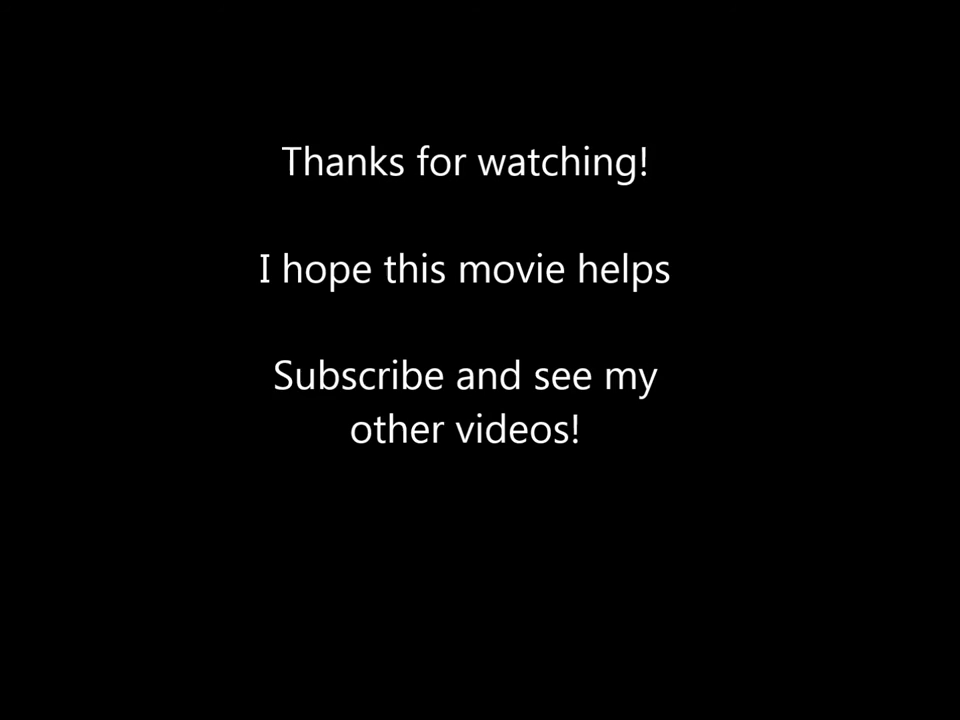 Thanks for watching!
I hope this movie helps
Subscribe and see my
other videos!